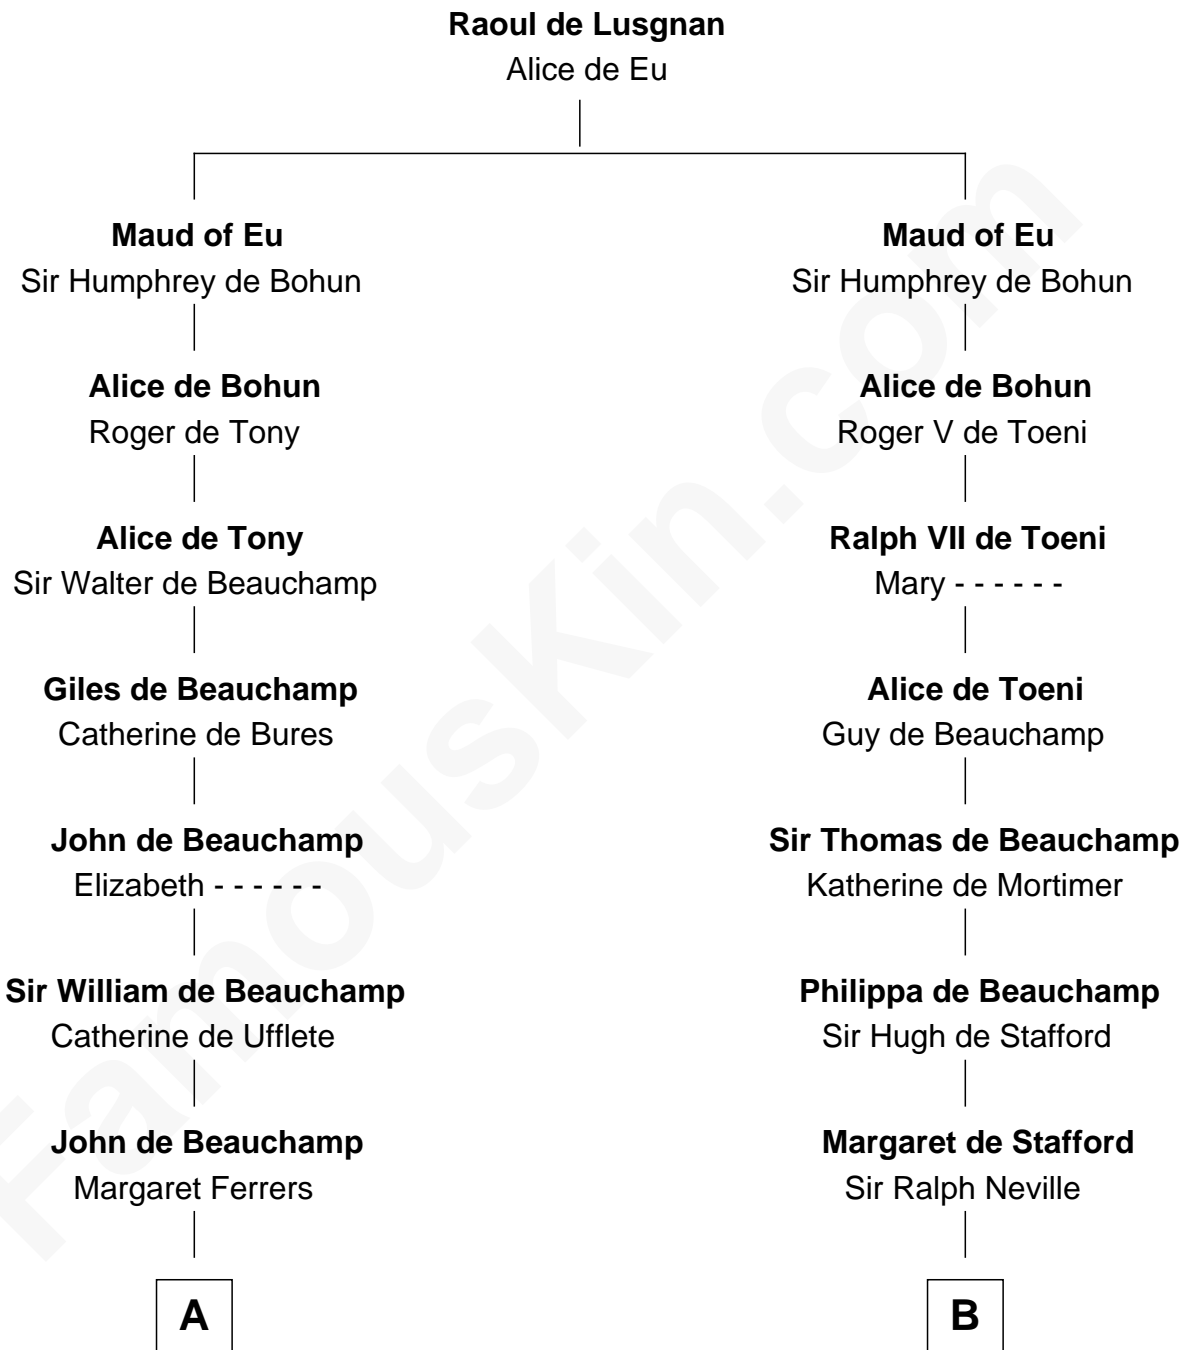 Raoul de Lusgnan
Alice de Eu
Maud of Eu
Sir Humphrey de Bohun
Alice de Bohun
Roger de Tony
Alice de Tony
Sir Walter de Beauchamp
Giles de Beauchamp
Catherine de Bures
John de Beauchamp
Elizabeth - - - - - -
Sir William de Beauchamp
Catherine de Ufflete
John de Beauchamp
Margaret Ferrers
A
Maud of Eu
Sir Humphrey de Bohun
Alice de Bohun
Roger V de Toeni
Ralph VII de Toeni
Mary - - - - - -
Alice de Toeni
Guy de Beauchamp
Sir Thomas de Beauchamp
Katherine de Mortimer
Philippa de Beauchamp
Sir Hugh de Stafford
Margaret de Stafford
Sir Ralph Neville
B
FamousKin.com